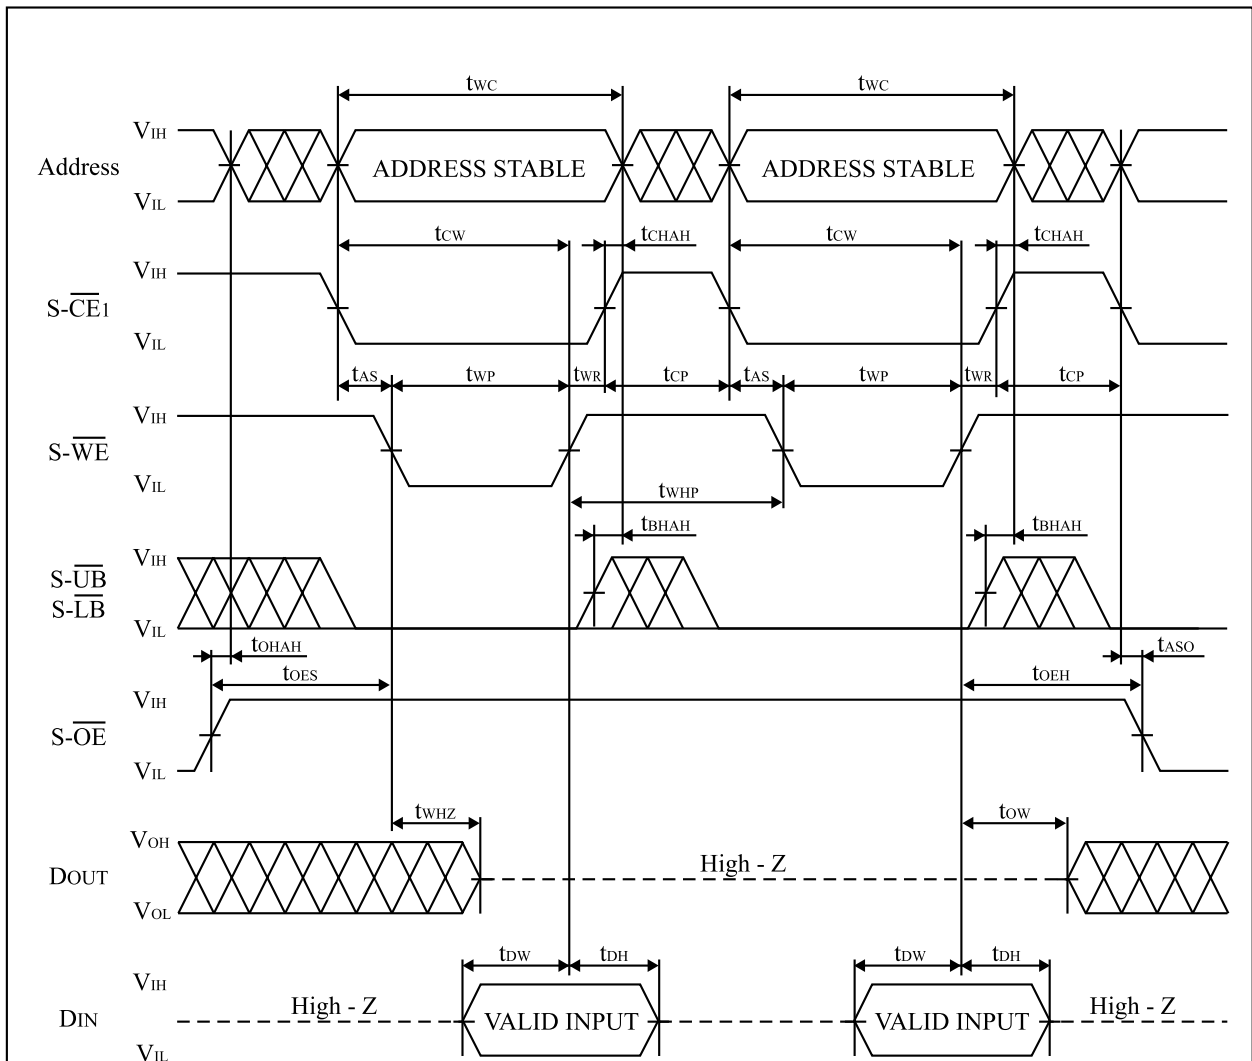 tWC tWC
VIH
Address ADDRESS STABLE ADDRESS STABLE
VIL
tCW tCHAH tCW tCHAH
VIH
S-CE1
VIL
tAS tWP tWR tCP tAS tWP tWR tCP
VIH
S-WE
VIL
tWHP
tBHAH tBHAH
VIH
S-UB
S-LB
VIL
tOHAH tASO
tOES tOEH
VIH
S-OE
VIL
tWHZ tOW
VOH
DOUT High - Z
VOL
tDW tDH tDW tDH
VIH
High - Z High - Z
DIN VALID INPUT VALID INPUT
VIL